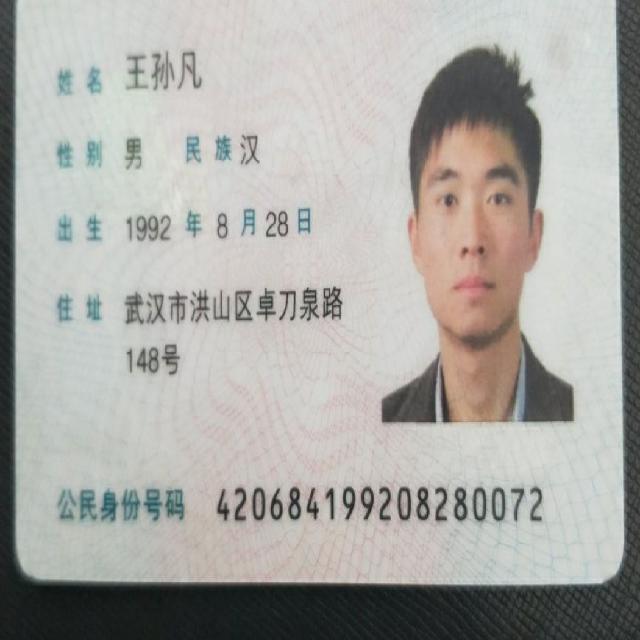 姓名 王孙凡
性别 男 民族 汉
出生 1992 年 8 月 28 日
住址 武汉市洪山区卓刀泉路
148号
公民身份号码 420684199208280072